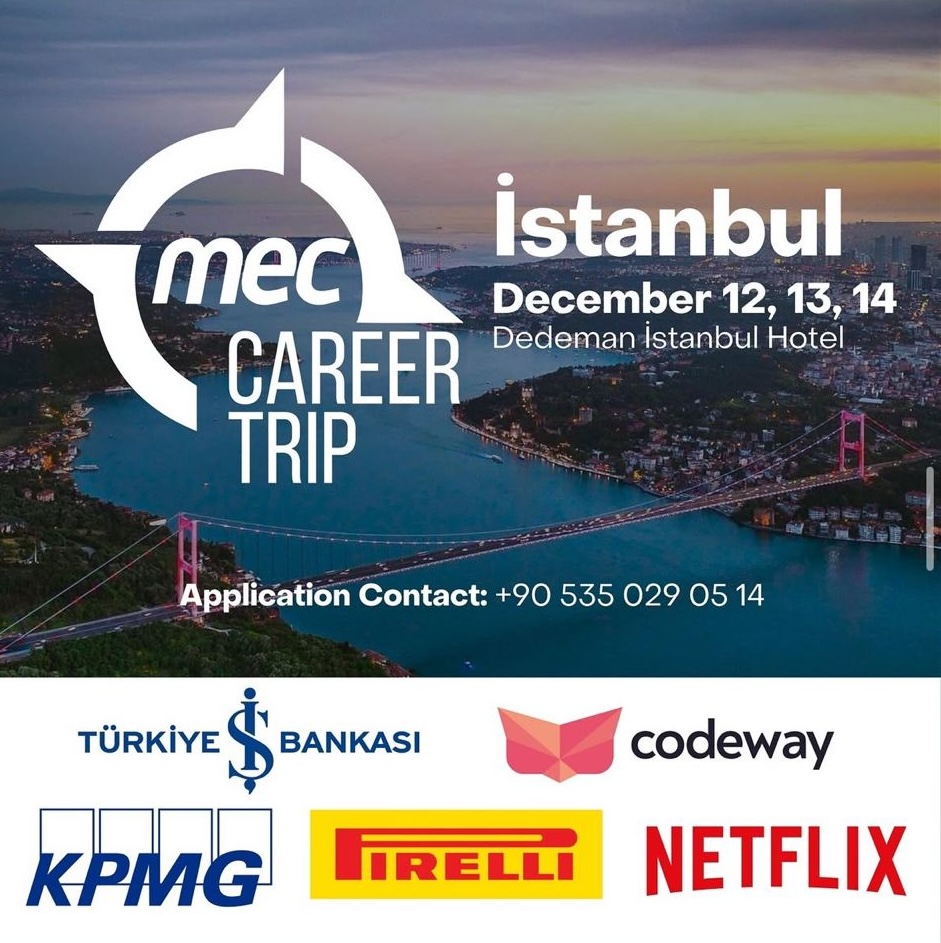 mec
CAREER
TRIP
İstanbul
December 12, 13, 14
Dedeman İstanbul Hotel
Application Contact: +90 535 029 05 14
TÜRKİYE İŞ BANKASI
codeway
KPMG
PIRELLI
NETFLIX